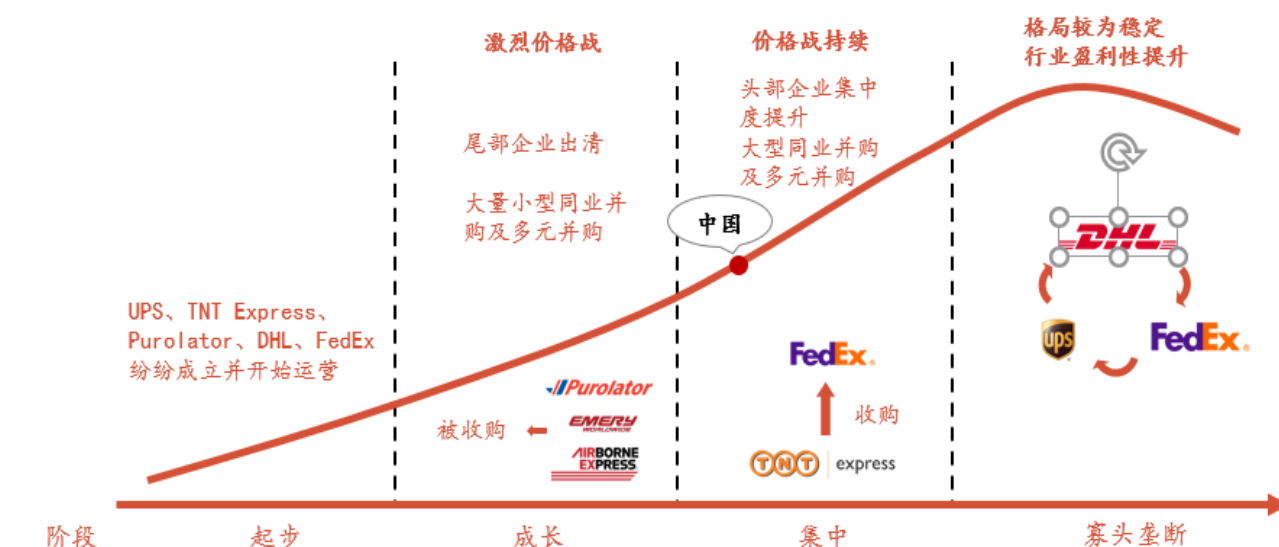 激烈价格战
价格战持续
格局较为稳定
行业盈利性提升
尾部企业出清
大量小型同业并
购及多元并购
头部企业集中
度提升
大型同业并购
及多元并购
中国
UPS、TNT Express、
Purolator、DHL、FedEx
纷纷成立并开始运营
被收购
Purolator
EMERY
WORLDWIDE
AIRBORNE
EXPRESS
FedEx
收购
TNT express
DHL
ups
FedEx
阶段
起步
成长
集中
寡头垄断